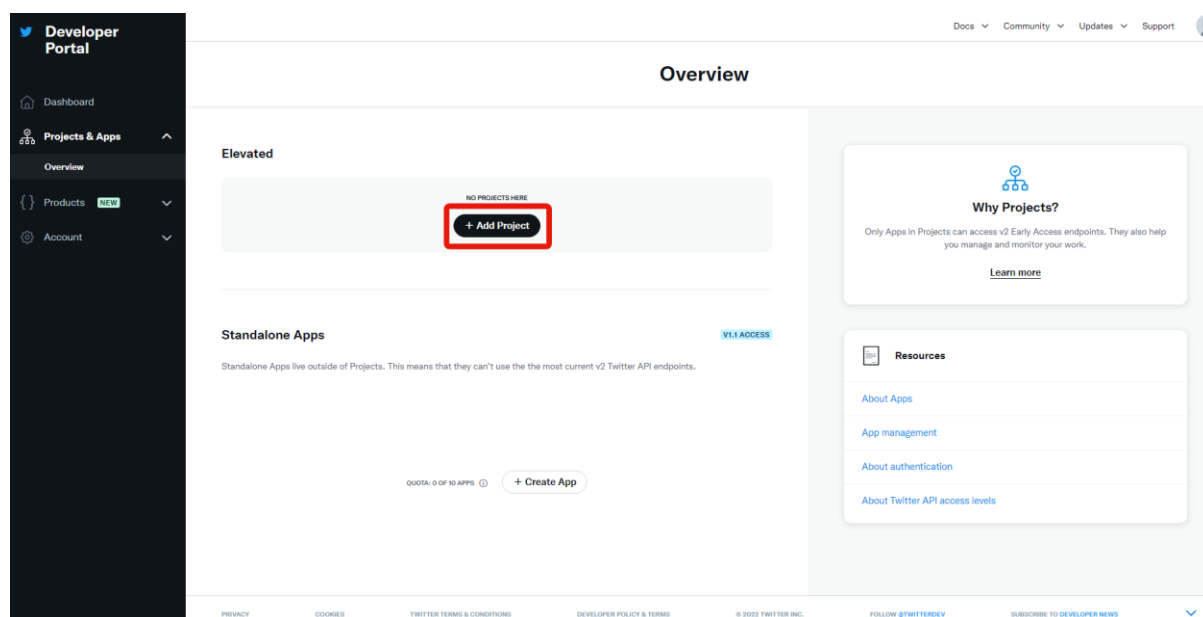 Developer
Portal
Docs
Community
Updates
Support
Overview
Dashboard
Projects & Apps
Overview
Products NEW
Account
Elevated
NO PROJECTS HERE
+ Add Project
Why Projects?
Only Apps in Projects can access v2 Early Access endpoints. They also help
you manage and monitor your work.
Learn more
Standalone Apps
V1.1 ACCESS
Standalone Apps live outside of Projects. This means that they can't use the the most current v2 Twitter API endpoints.
QUOTA: 0 OF 10 APPS
+ Create App
Resources
About Apps
App management
About authentication
About Twitter API access levels
PRIVACY
COOKIES
TWITTER TERMS & CONDITIONS
DEVELOPER POLICY & TERMS
© 2022 TWITTER INC.
FOLLOW @TWITTERDEV
SUBSCRIBE TO DEVELOPER NEWS